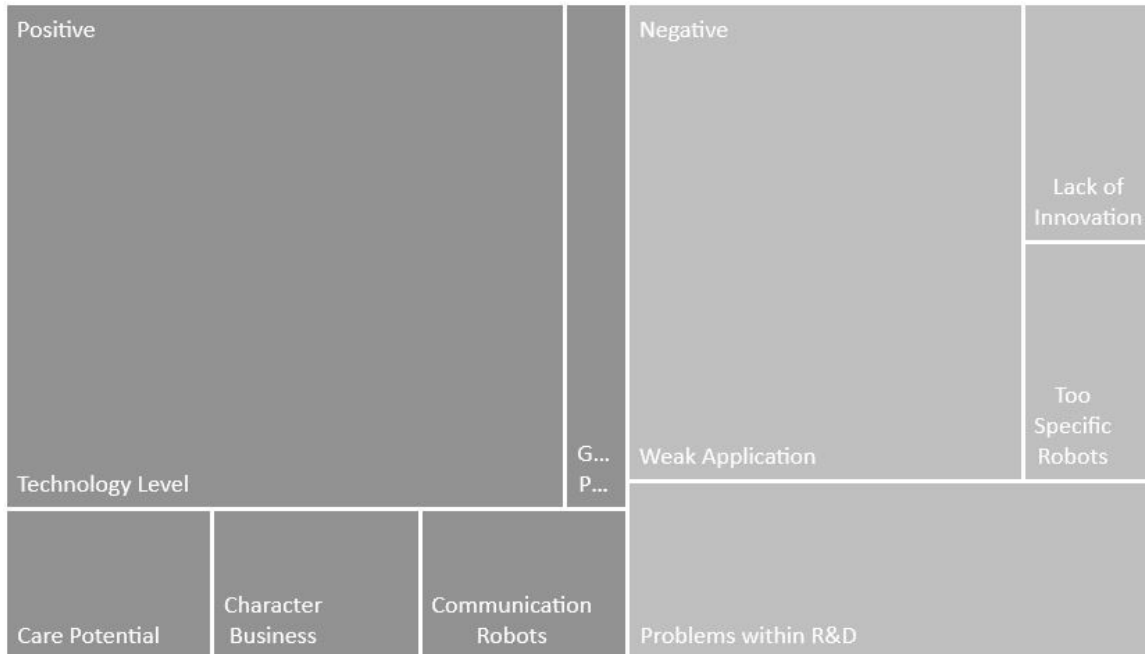 Positive
Technology Level
G...
P...
Care Potential
Character
Business
Communication
Robots
Negative
Weak Application
Lack of
Innovation
Too
Specific
Robots
Problems within R&D